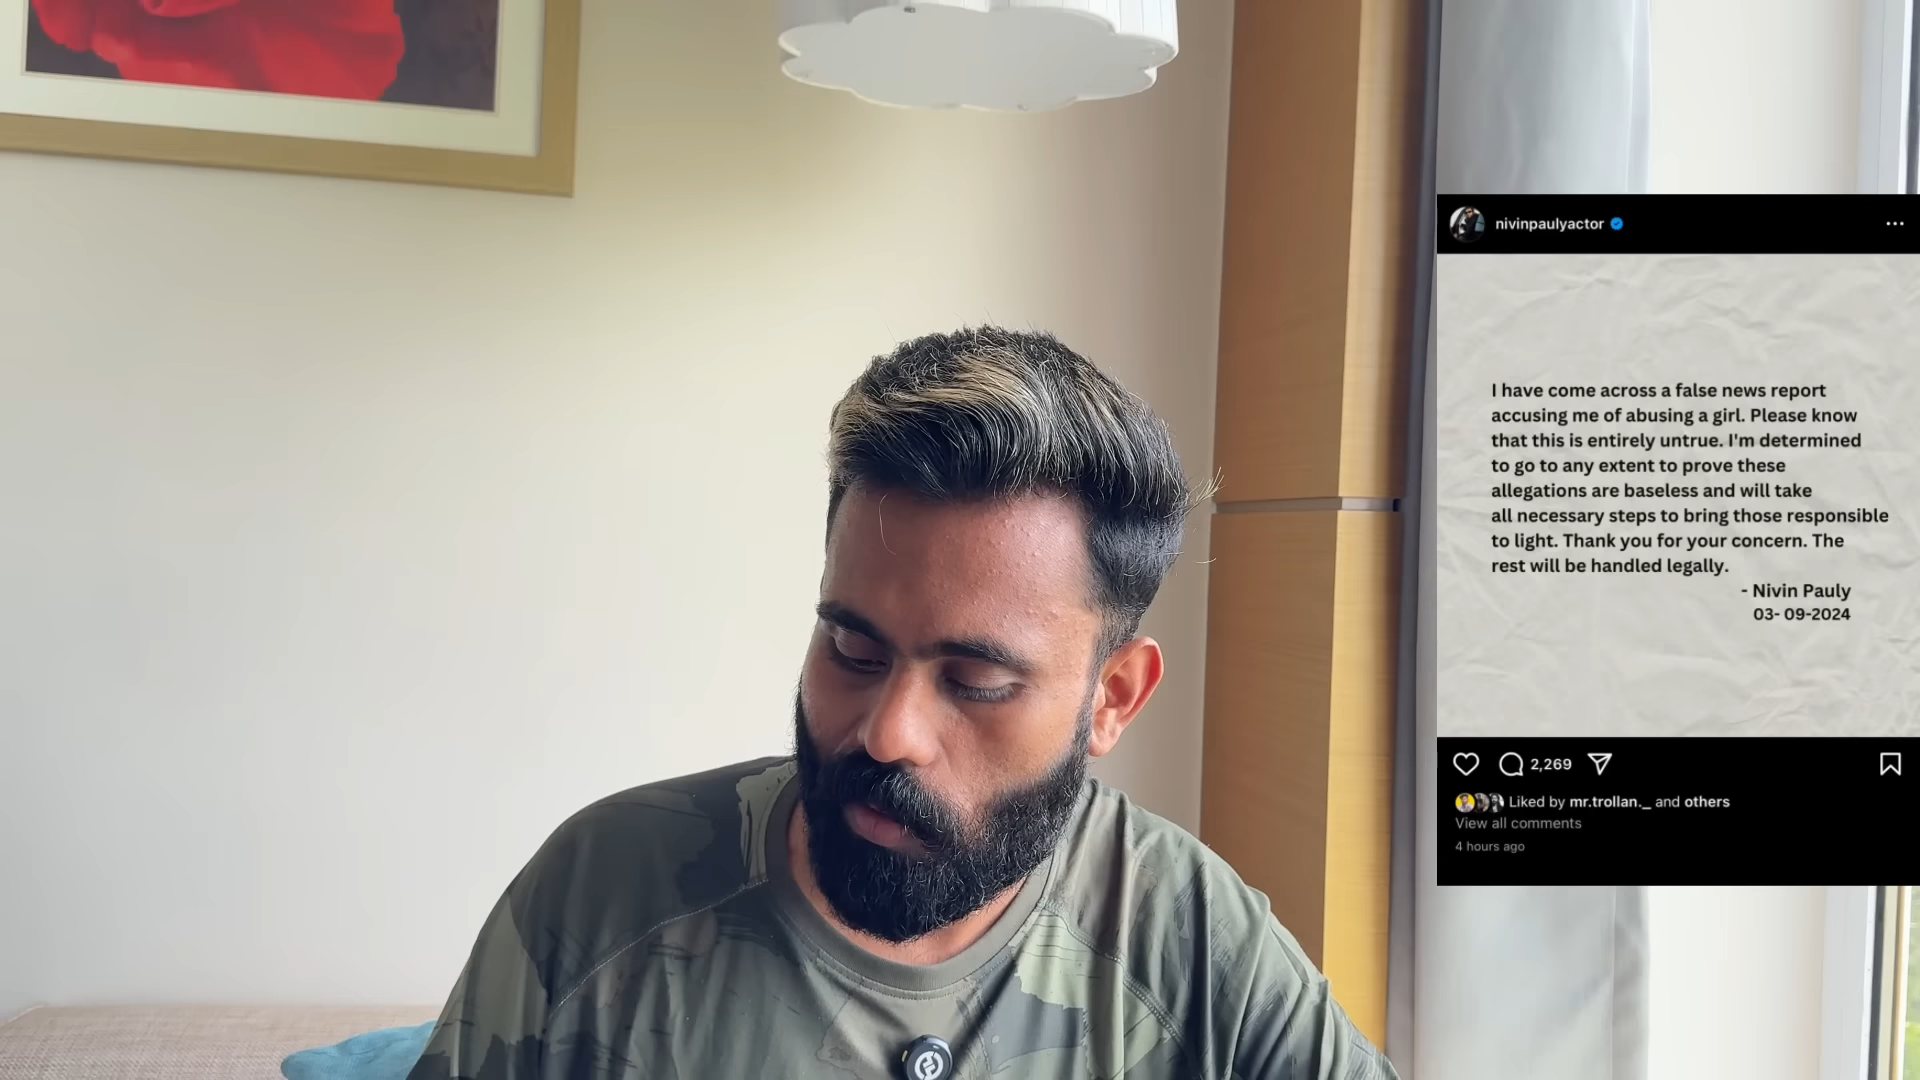 nivinpaulyactor
I have come across a false news report
accusing me of abusing a girl. Please know
that this is entirely untrue. I'm determined
to go to any extent to prove these
allegations are baseless and will take
all necessary steps to bring those responsible
to light. Thank you for your concern. The
rest will be handled legally.
- Nivin Pauly
03- 09-2024
2,269
Liked by mr.trollan._ and others
View all comments
4 hours ago